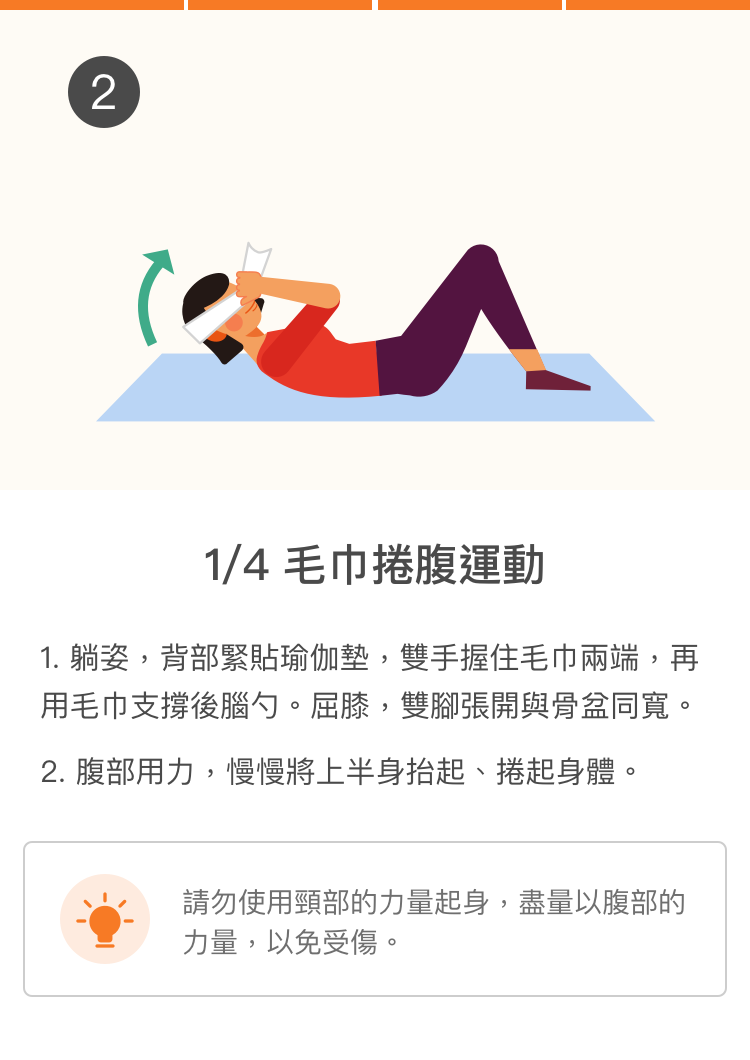 2
1/4 毛巾捲腹運動
1. 躺姿，背部緊貼瑜伽墊，雙手握住毛巾兩端，再
用毛巾支撐後腦勺。屈膝，雙腳張開與骨盆同寬。
2. 腹部用力，慢慢將上半身抬起、捲起身體。
請勿使用頸部的力量起身，盡量以腹部的
力量，以免受傷。